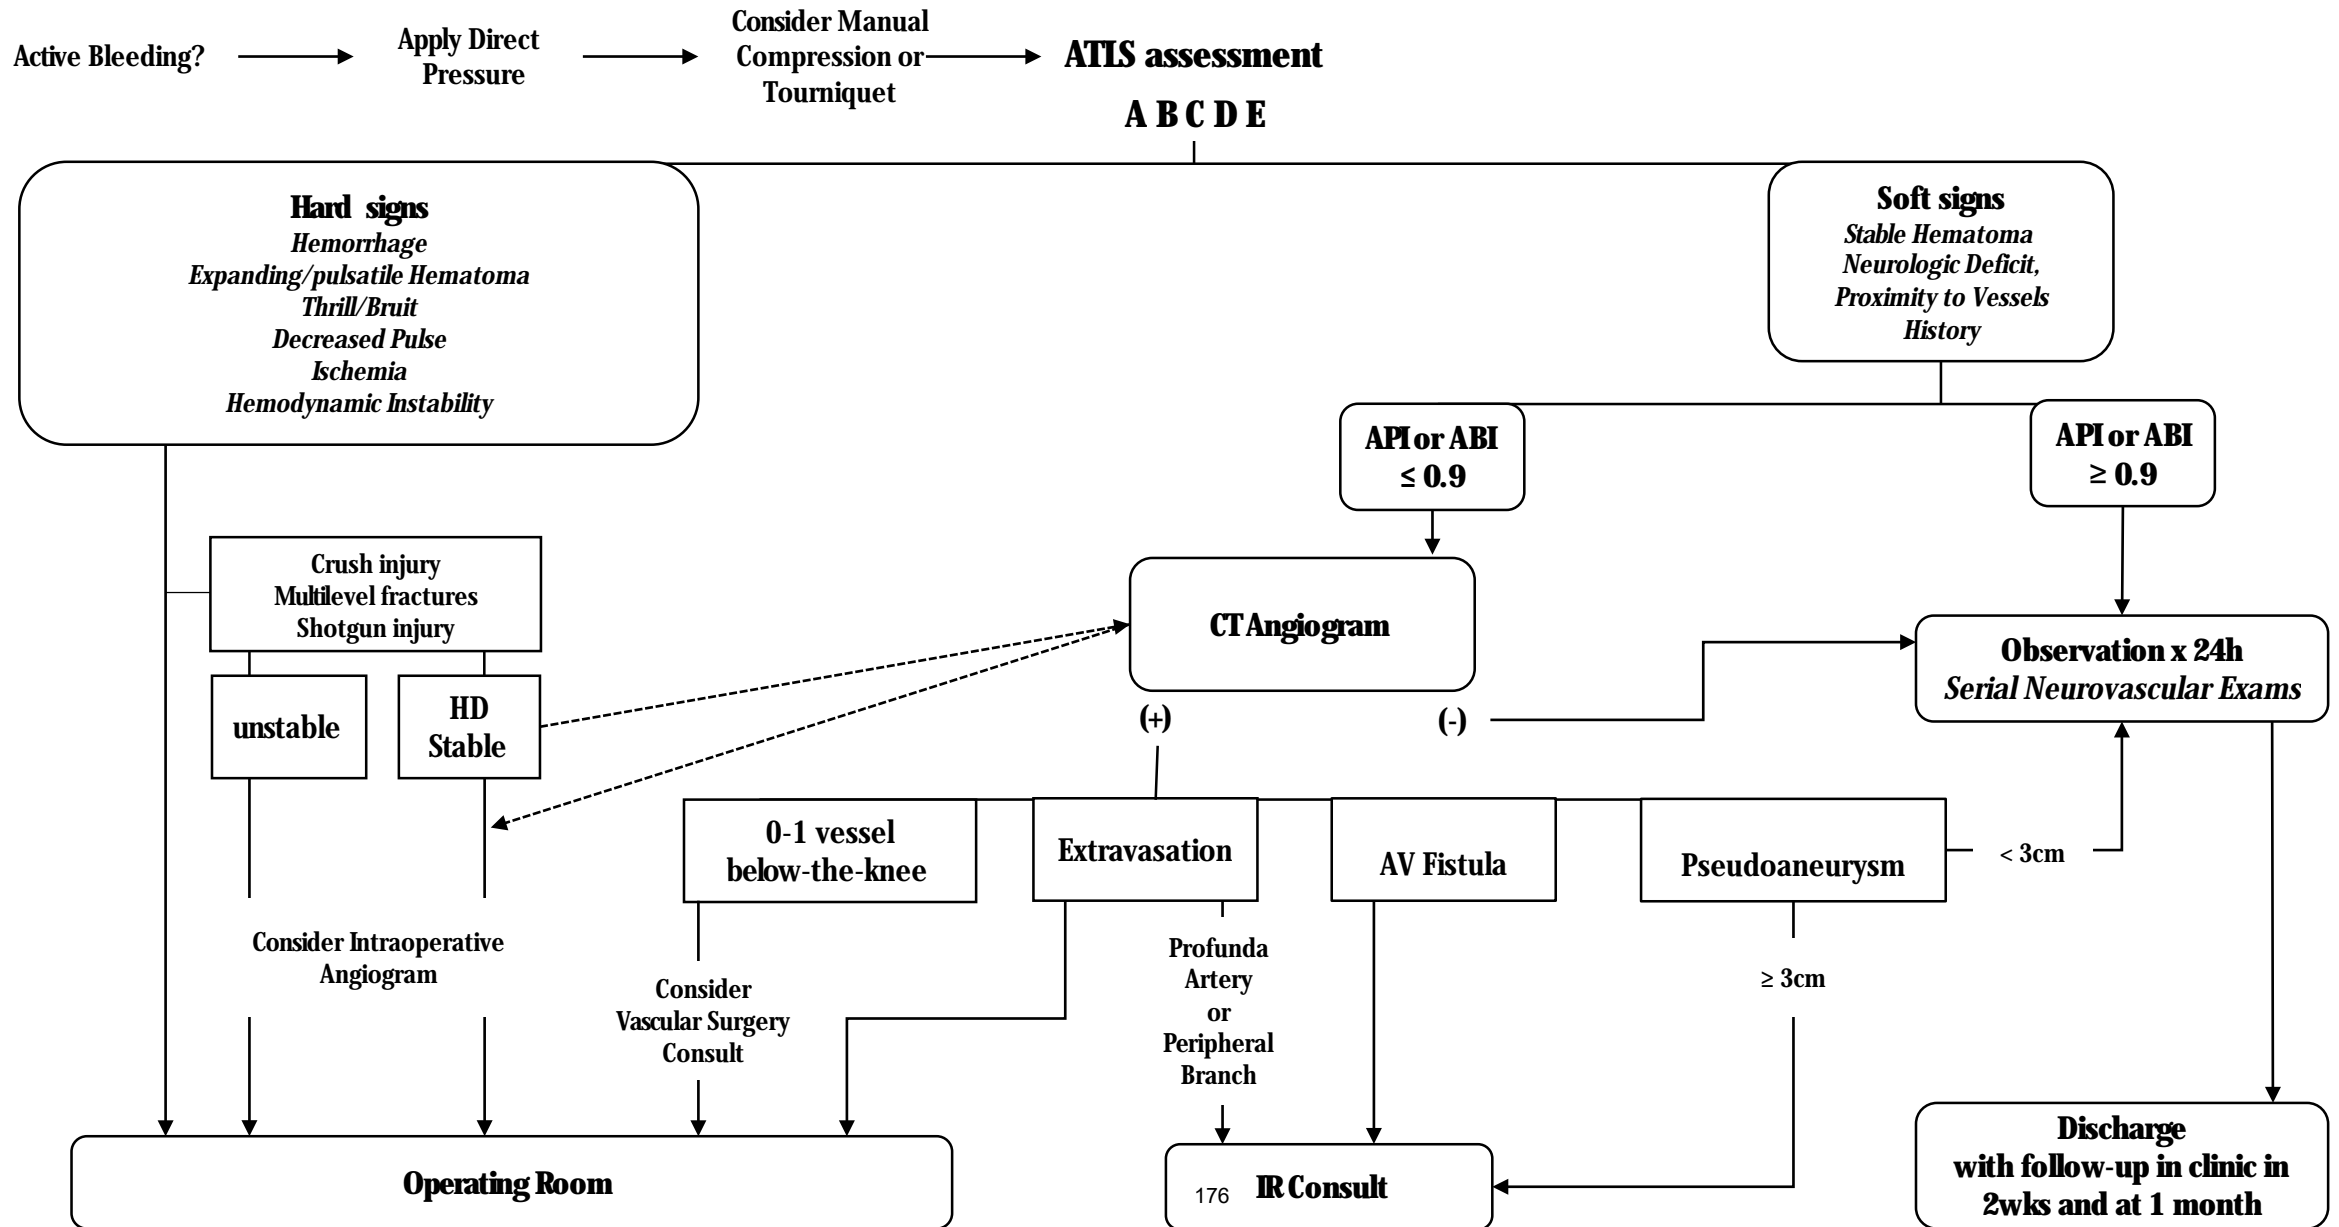 Active Bleeding?
Apply Direct
Pressure
Consider Manual
Compression or
Tourniquet
ATLS assessment
A B C D E
Hard signs
Hemorrhage
Expanding/pulsatile Hematoma
Thrill/Bruit
Decreased Pulse
Ischemia
Hemodynamic Instability
Soft signs
Stable Hematoma
Neurologic Deficit,
Proximity to Vessels
History
API or ABI
≤ 0.9
API or ABI
≥ 0.9
Crush injury
Multilevel fractures
Shotgun injury
unstable
HD
Stable
CT Angiogram
(+)
(-)
Observation x 24h
Serial Neurovascular Exams
0-1 vessel
below-the-knee
Extravasation
AV Fistula
Pseudoaneurysm
< 3cm
Consider Intraoperative
Angiogram
Consider
Vascular Surgery
Consult
Profunda
Artery
or
Peripheral
Branch
≥ 3cm
Operating Room
176 IR Consult
Discharge
with follow-up in clinic in
2wks and at 1 month